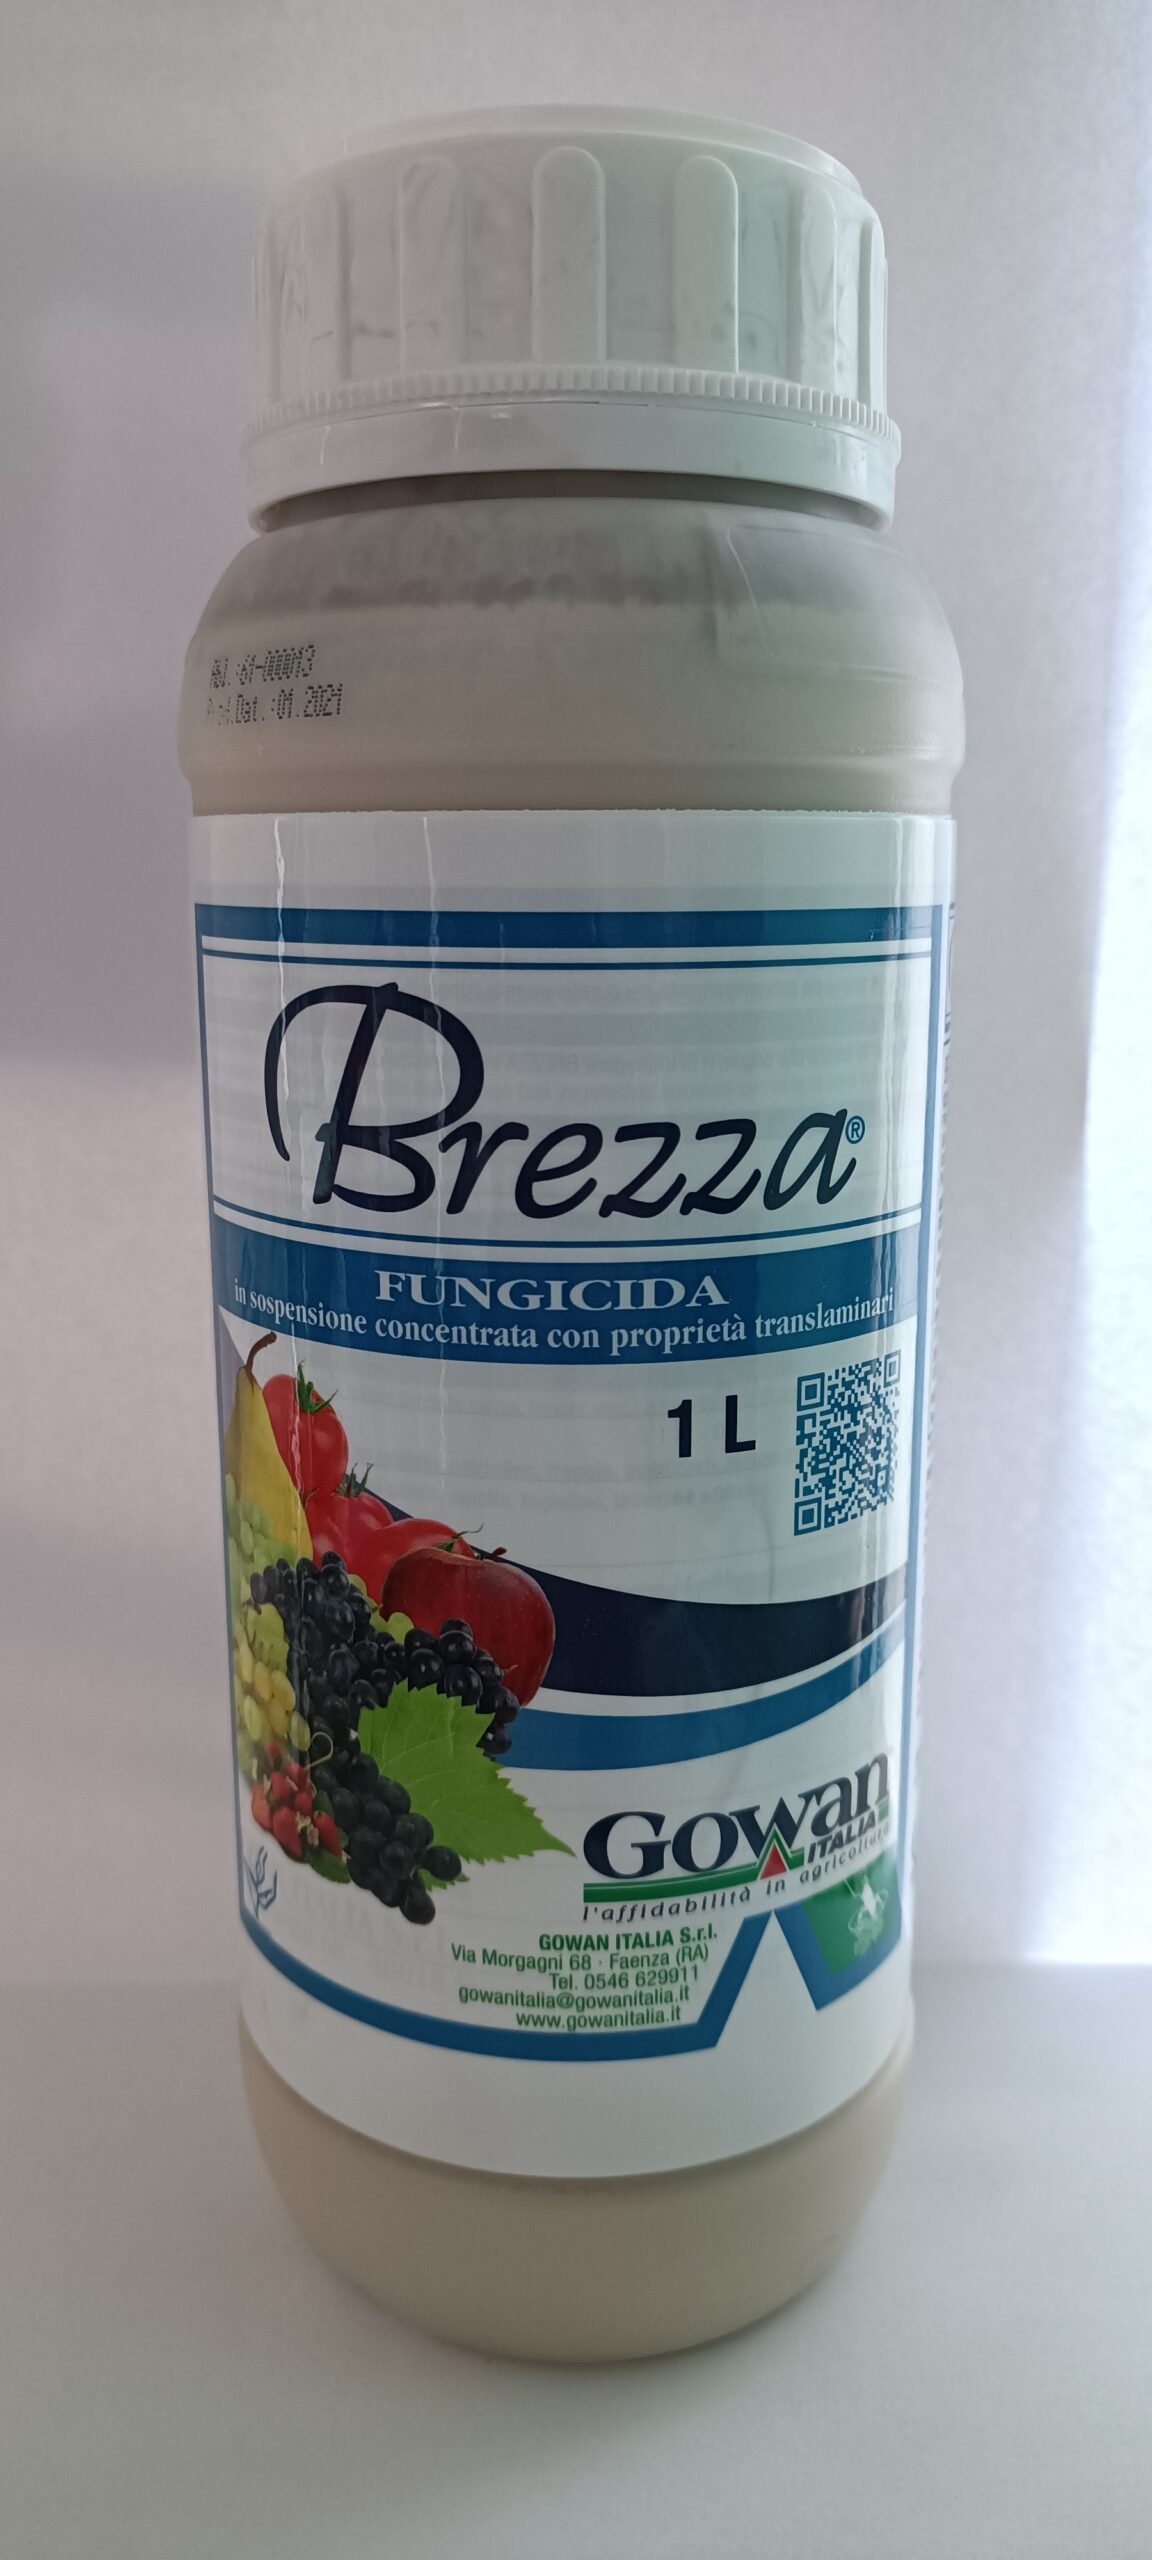 Brezza®
FUNGICIDA
in sospensione concentrata con proprietà translaminari
1 L
Gowan
ITALIA
l'affidabilità in agricoltura
GOWAN ITALIA S.r.l.
Via Morgagni 68 - Faenza (RA)
Tel. 0546 629911
gowanitalia@gowanitalia.it
www.gowanitalia.it